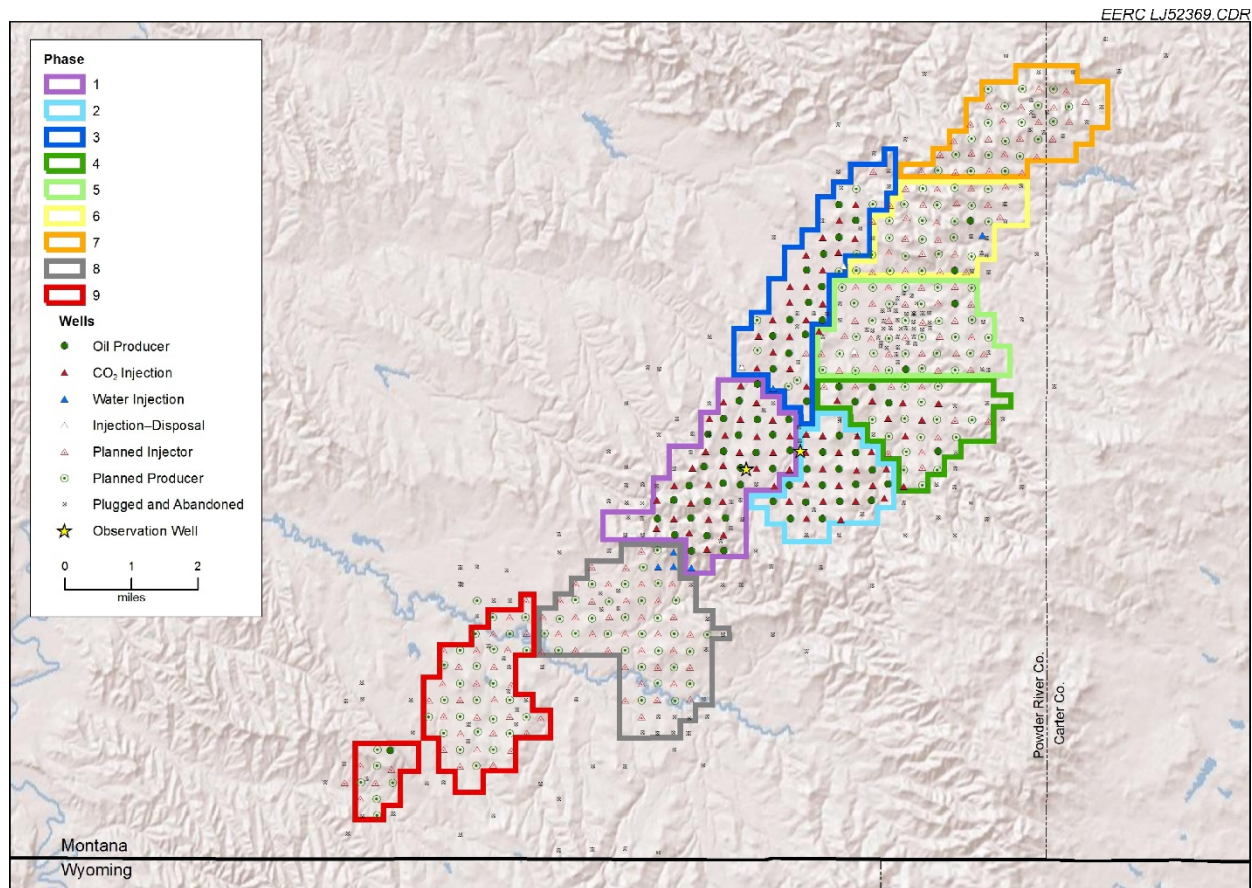 EERC LJ52369.CDR
Phase
1
2
3
4
5
6
7
8
9
Wells
Oil Producer
CO₂ Injection
Water Injection
Injection–Disposal
Planned Injector
Planned Producer
Plugged and Abandoned
Observation Well
0 1 2
miles
Powder River Co.
Carter Co.
Montana
Wyoming